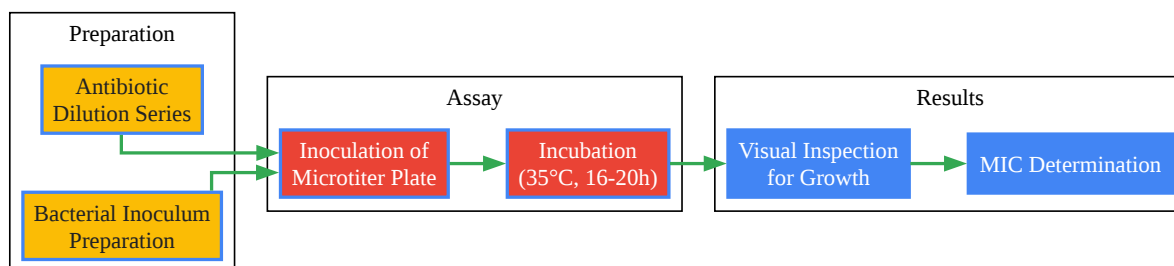 Preparation
Antibiotic
Dilution Series
Bacterial Inoculum
Preparation
Assay
Inoculation of
Microtiter Plate
Incubation
(35°C, 16-20h)
Results
Visual Inspection
for Growth
MIC Determination